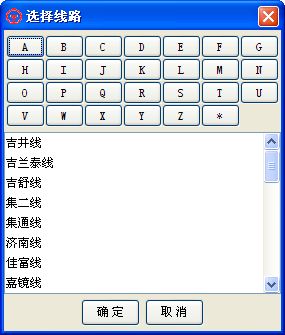 选择线路
A B C D E F G
H I J K L M N
O P Q R S T U
V W X Y Z *
吉井线
吉兰泰线
吉舒线
集二线
集通线
济南线
佳富线
嘉镜线
确 定 取 消